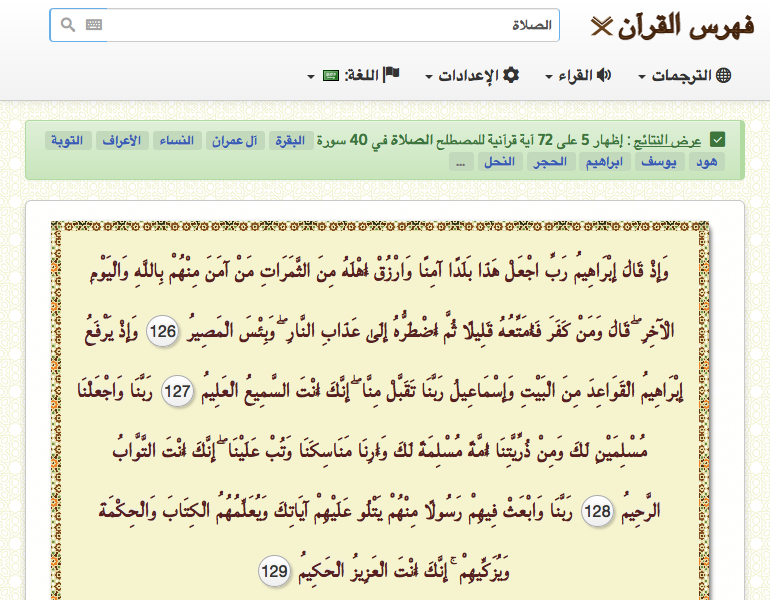 فهرس القرآن
الصلاة
الترجمات القراء الإعدادات اللغة:
عرض النتائج : إظهار 5 على 72 آية قرآنية للمصطلح الصلاة في 40 سورة البقرة آل عمران النساء الأعراف التوبة
هود يوسف ابراهيم الحجر النحل ...
وَإِذْ قَالَ إِبْرَاهِيمُ رَبِّ اجْعَلْ هَذَا بَلَدًا آمِنًا وَارْزُقْ أَهْلَهُ مِنَ الثَّمَرَاتِ مَنْ آمَنَ مِنْهُمْ بِاللَّهِ وَالْيَوْمِ
الْآخِرِ ۖ قَالَ وَمَنْ كَفَرَ فَأُمَتِّعُهُ قَلِيلًا ثُمَّ أَضْطَرُّهُ إِلَىٰ عَذَابِ النَّارِ ۖ وَبِئْسَ الْمَصِيرُ 126 وَإِذْ يَرْفَعُ
إِبْرَاهِيمُ الْقَوَاعِدَ مِنَ الْبَيْتِ وَإِسْمَاعِيلُ رَبَّنَا تَقَبَّلْ مِنَّا ۖ إِنَّكَ أَنْتَ السَّمِيعُ الْعَلِيمُ 127 رَبَّنَا وَاجْعَلْنَا
مُسْلِمَيْنِ لَكَ وَمِنْ ذُرِّيَّتِنَا أُمَّةً مُسْلِمَةً لَكَ وَأَرِنَا مَنَاسِكَنَا وَتُبْ عَلَيْنَا ۖ إِنَّكَ أَنْتَ التَّوَّابُ
الرَّحِيمُ 128 رَبَّنَا وَابْعَثْ فِيهِمْ رَسُولًا مِنْهُمْ يَتْلُو عَلَيْهِمْ آيَاتِكَ وَيُعَلِّمُهُمُ الْكِتَابَ وَالْحِكْمَةَ
وَيُزَكِّيهِمْ ۚ إِنَّكَ أَنْتَ الْعَزِيزُ الْحَكِيمُ 129